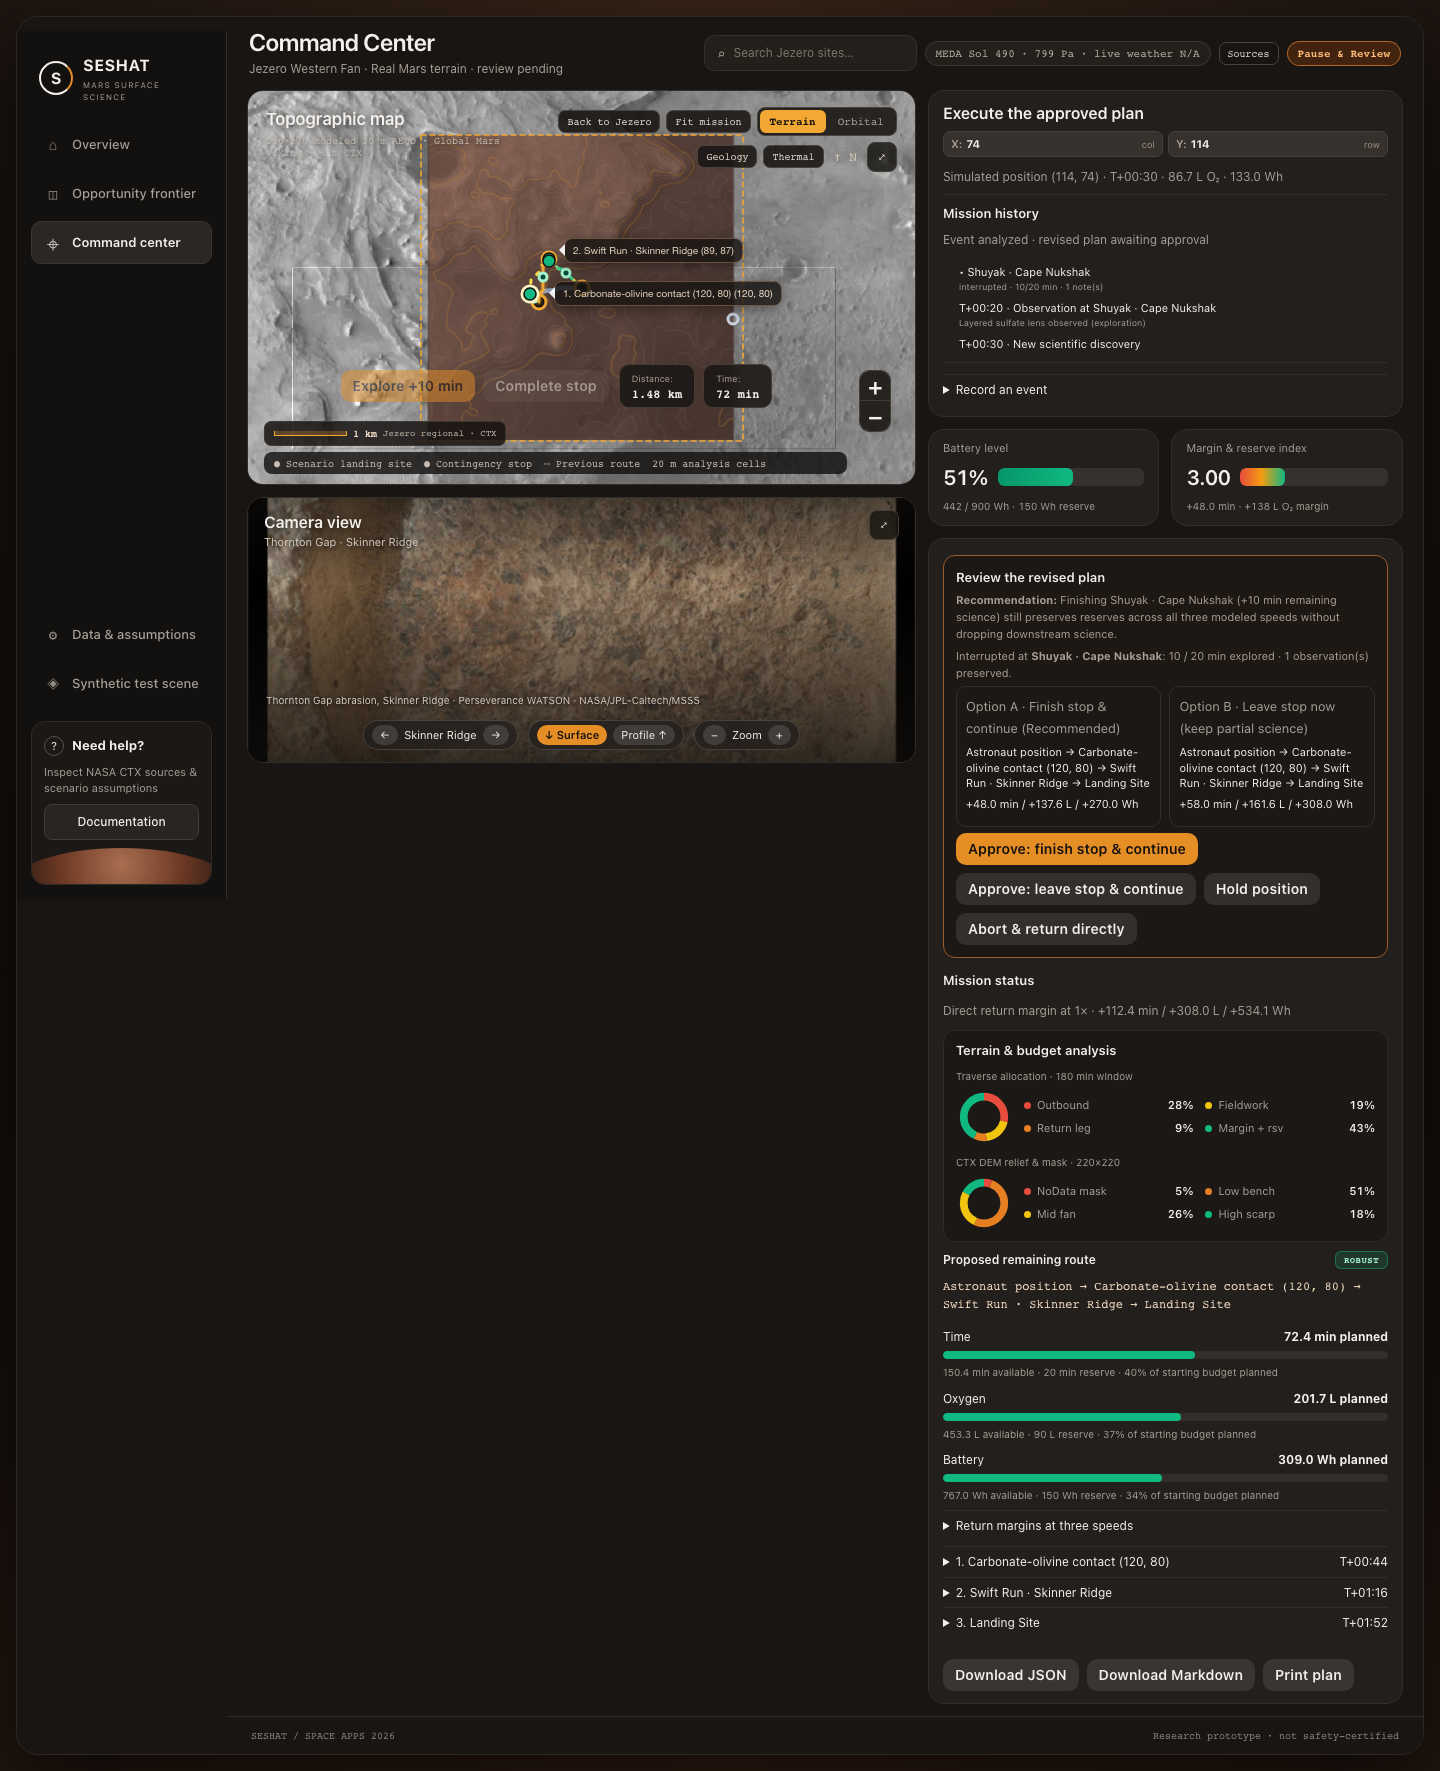 S
SESHAT
MARS SURFACE
SCIENCE
Overview
Opportunity frontier
Command center
Data & assumptions
Synthetic test scene
? Need help?
Inspect NASA CTX sources &
scenario assumptions
Documentation
Command Center
Jezero Western Fan · Real Mars terrain · review pending
Search Jezero sites...
MEDA Sol 490 · 799 Pa · live weather N/A
Sources
Pause & Review
Topographic map
modeled 20 m AEQD · Global Mars
CTX
Back to Jezero
Fit mission
Terrain
Orbital
Geology
Thermal
↑ N
2. Swift Run · Skinner Ridge (89, 87)
1. Carbonate-olivine contact (120, 80) (120, 80)
Explore +10 min
Complete stop
Distance:
1.48 km
Time:
72 min
+
−
1 km Jezero regional · CTX
● Scenario landing site ● Contingency stop ┄ Previous route 20 m analysis cells
Camera view
Thornton Gap · Skinner Ridge
Thornton Gap abrasion, Skinner Ridge · Perseverance WATSON · NASA/JPL-Caltech/MSSS
← Skinner Ridge →
↓ Surface
Profile ↑
− Zoom +
Execute the approved plan
X: 74 col
Y: 114 row
Simulated position (114, 74) · T+00:30 · 86.7 L O₂ · 133.0 Wh
Mission history
Event analyzed · revised plan awaiting approval
· Shuyak · Cape Nukshak
interrupted · 10/20 min · 1 note(s)
T+00:20 · Observation at Shuyak · Cape Nukshak
Layered sulfate lens observed (exploration)
T+00:30 · New scientific discovery
▶ Record an event
Battery level
51%
442 / 900 Wh · 150 Wh reserve
Margin & reserve index
3.00
+48.0 min · +138 L O₂ margin
Review the revised plan
Recommendation: Finishing Shuyak · Cape Nukshak (+10 min remaining
science) still preserves reserves across all three modeled speeds without
dropping downstream science.
Interrupted at Shuyak · Cape Nukshak: 10 / 20 min explored · 1 observation(s)
preserved.
Option A · Finish stop &
continue (Recommended)
Astronaut position → Carbonate-
olivine contact (120, 80) → Swift
Run · Skinner Ridge → Landing Site
+48.0 min / +137.6 L / +270.0 Wh
Option B · Leave stop now
(keep partial science)
Astronaut position → Carbonate-
olivine contact (120, 80) → Swift
Run · Skinner Ridge → Landing Site
+58.0 min / +161.6 L / +308.0 Wh
Approve: finish stop & continue
Approve: leave stop & continue
Hold position
Abort & return directly
Mission status
Direct return margin at 1× · +112.4 min / +308.0 L / +534.1 Wh
Terrain & budget analysis
Traverse allocation · 180 min window
Outbound 28%
Fieldwork 19%
Return leg 9%
Margin + rsv 43%
CTX DEM relief & mask · 220×220
NoData mask 5%
Low bench 51%
Mid fan 26%
High scarp 18%
Proposed remaining route
ROBUST
Astronaut position → Carbonate-olivine contact (120, 80) →
Swift Run · Skinner Ridge → Landing Site
Time 72.4 min planned
150.4 min available · 20 min reserve · 40% of starting budget planned
Oxygen 201.7 L planned
453.3 L available · 90 L reserve · 37% of starting budget planned
Battery 309.0 Wh planned
767.0 Wh available · 150 Wh reserve · 34% of starting budget planned
▶ Return margins at three speeds
▶ 1. Carbonate-olivine contact (120, 80) T+00:44
▶ 2. Swift Run · Skinner Ridge T+01:16
▶ 3. Landing Site T+01:52
Download JSON
Download Markdown
Print plan
SESHAT / SPACE APPS 2026
Research prototype · not safety-certified